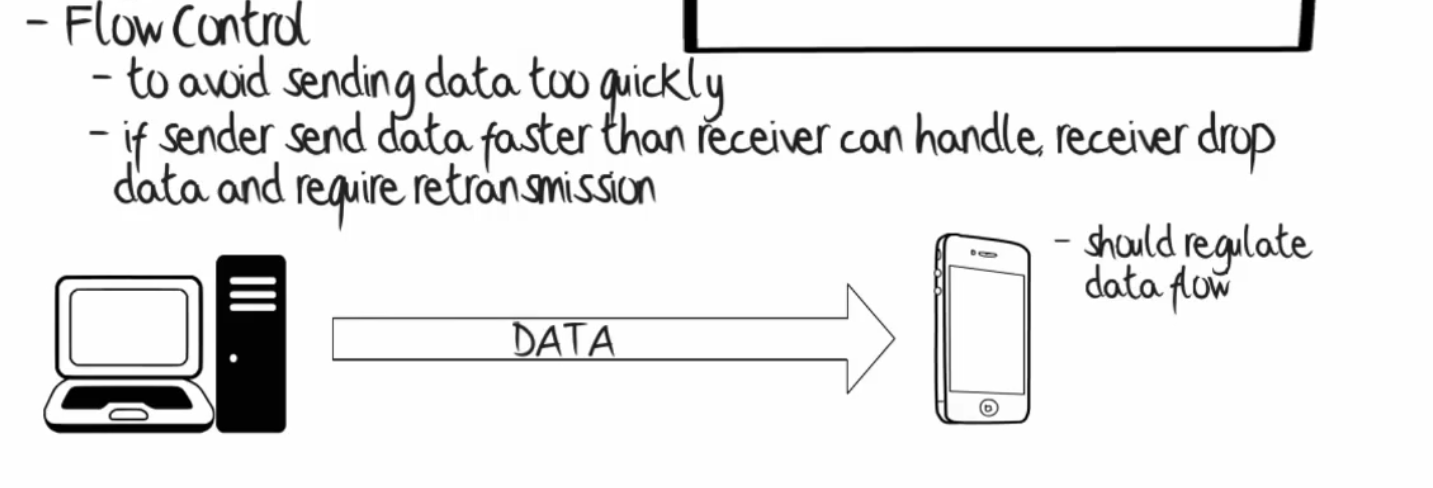 - Flow Control
- to avoid sending data too quickly
- if sender send data faster than receiver can handle, receiver drop
data and require retransmission
- should regulate
data flow
DATA